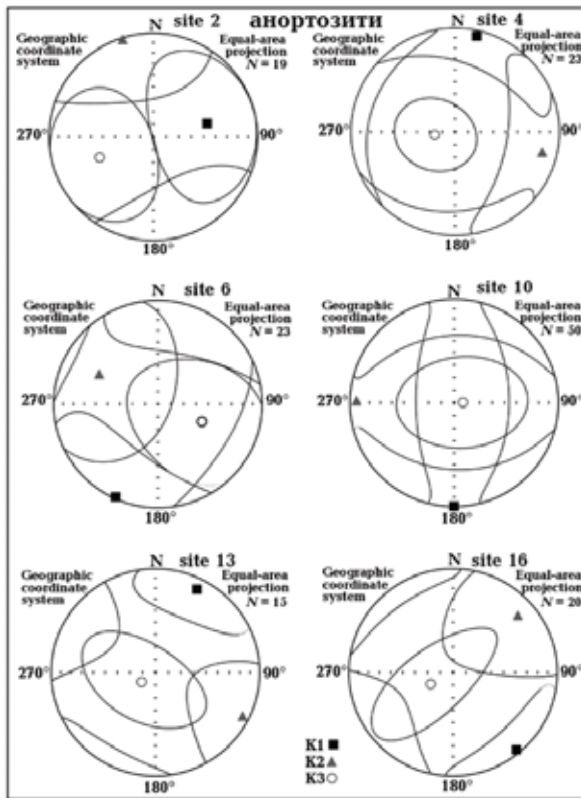 анортозити
site 2
Geographic
coordinate
system
N
Equal-area
projection
N = 19
270°
90°
180°
site 4
Geographic
coordinate
system
N
Equal-area
projection
N = 23
270°
90°
180°
site 6
Geographic
coordinate
system
N
Equal-area
projection
N = 23
270°
90°
180°
site 10
Geographic
coordinate
system
N
Equal-area
projection
N = 50
270°
90°
180°
site 13
Geographic
coordinate
system
N
Equal-area
projection
N = 15
270°
90°
180°
site 16
Geographic
coordinate
system
N
Equal-area
projection
N = 20
270°
90°
180°
K1
K2
K3